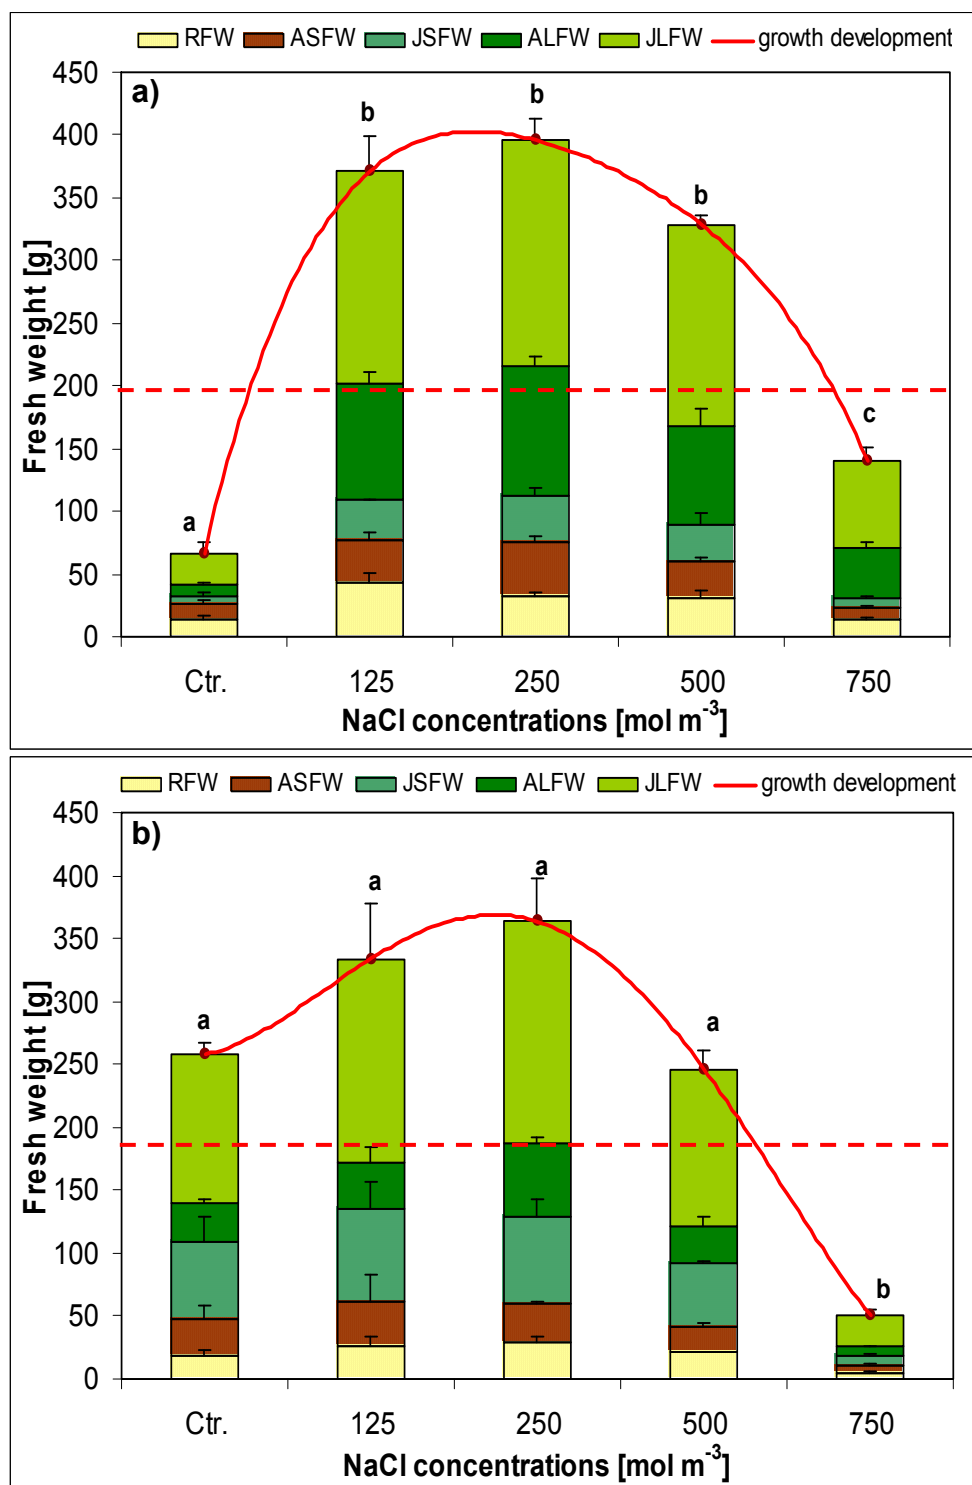 RFW ASFW JSFW ALFW JLFW growth development
450
400
350
300
250
200
150
100
50
0
a)
a
b
b
b
c
Fresh weight [g]
Ctr. 125 250 500 750
NaCl concentrations [mol m⁻³]
RFW ASFW JSFW ALFW JLFW growth development
450
400
350
300
250
200
150
100
50
0
b)
a
a
a
a
b
Fresh weight [g]
Ctr. 125 250 500 750
NaCl concentrations [mol m⁻³]